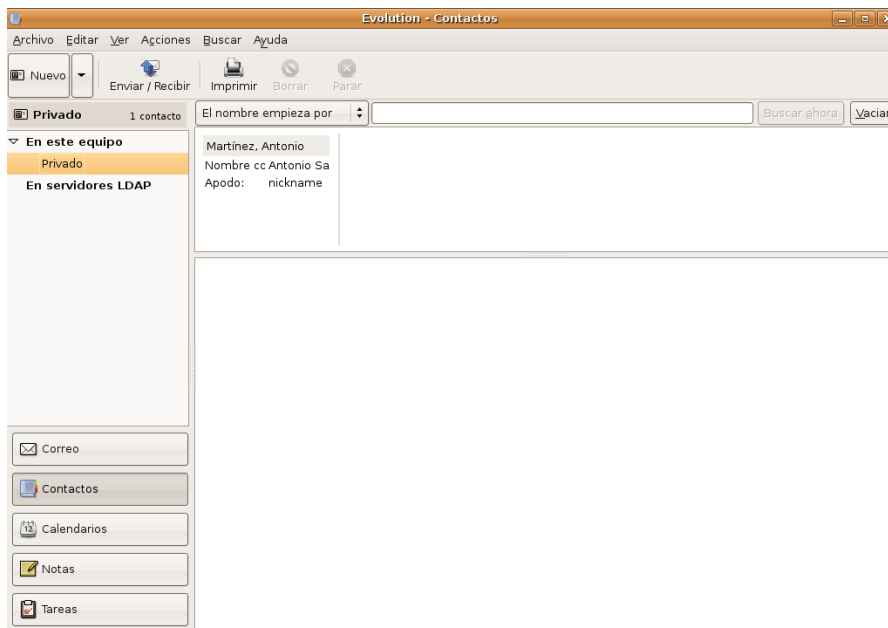 Evolution - Contactos
Archivo Editar Ver Acciones Buscar Ayuda
Nuevo Enviar / Recibir Imprimir Borrar Parar
Privado 1 contacto El nombre empieza por Buscar ahora Vaciar
En este equipo
Privado
En servidores LDAP
Martínez, Antonio
Nombre cc Antonio Sa
Apodo: nickname
Correo
Contactos
12 Calendarios
Notas
Tareas